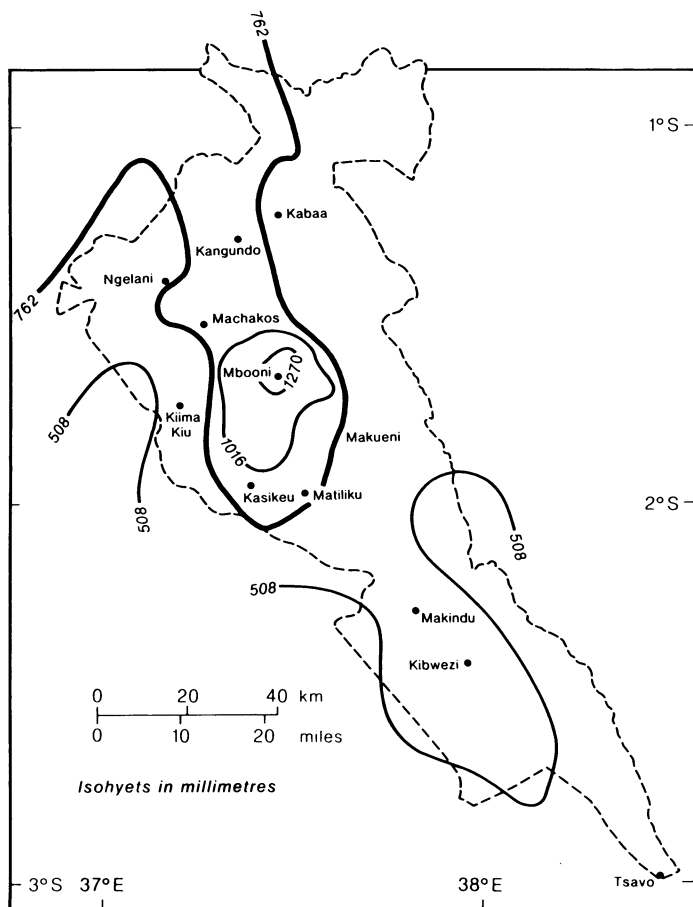 762
1°S
Kabaa
Kangundo
Ngelani
762
Machakos
Mbooni
1270
508
Kiima
Kiu
1016
Makueni
Kasikeu
Matiliku
508
2°S
508
508
Makindu
Kibwezi
0 20 40 km
0 10 20 miles
Isohyets in millimetres
Tsavo
3°S 37°E 38°E